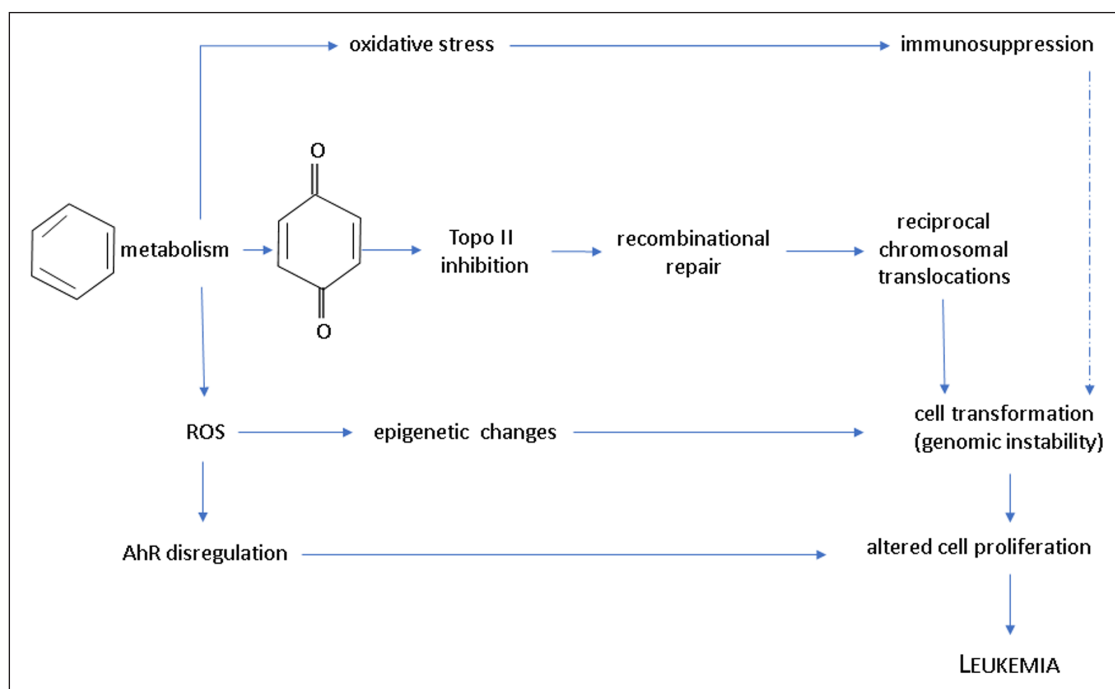 oxidative stress
immunosuppression
O
metabolism
Topo II
inhibition
recombinational
repair
reciprocal
chromosomal
translocations
O
ROS
epigenetic changes
cell transformation
(genomic instability)
AhR disregulation
altered cell proliferation
LEUKEMIA